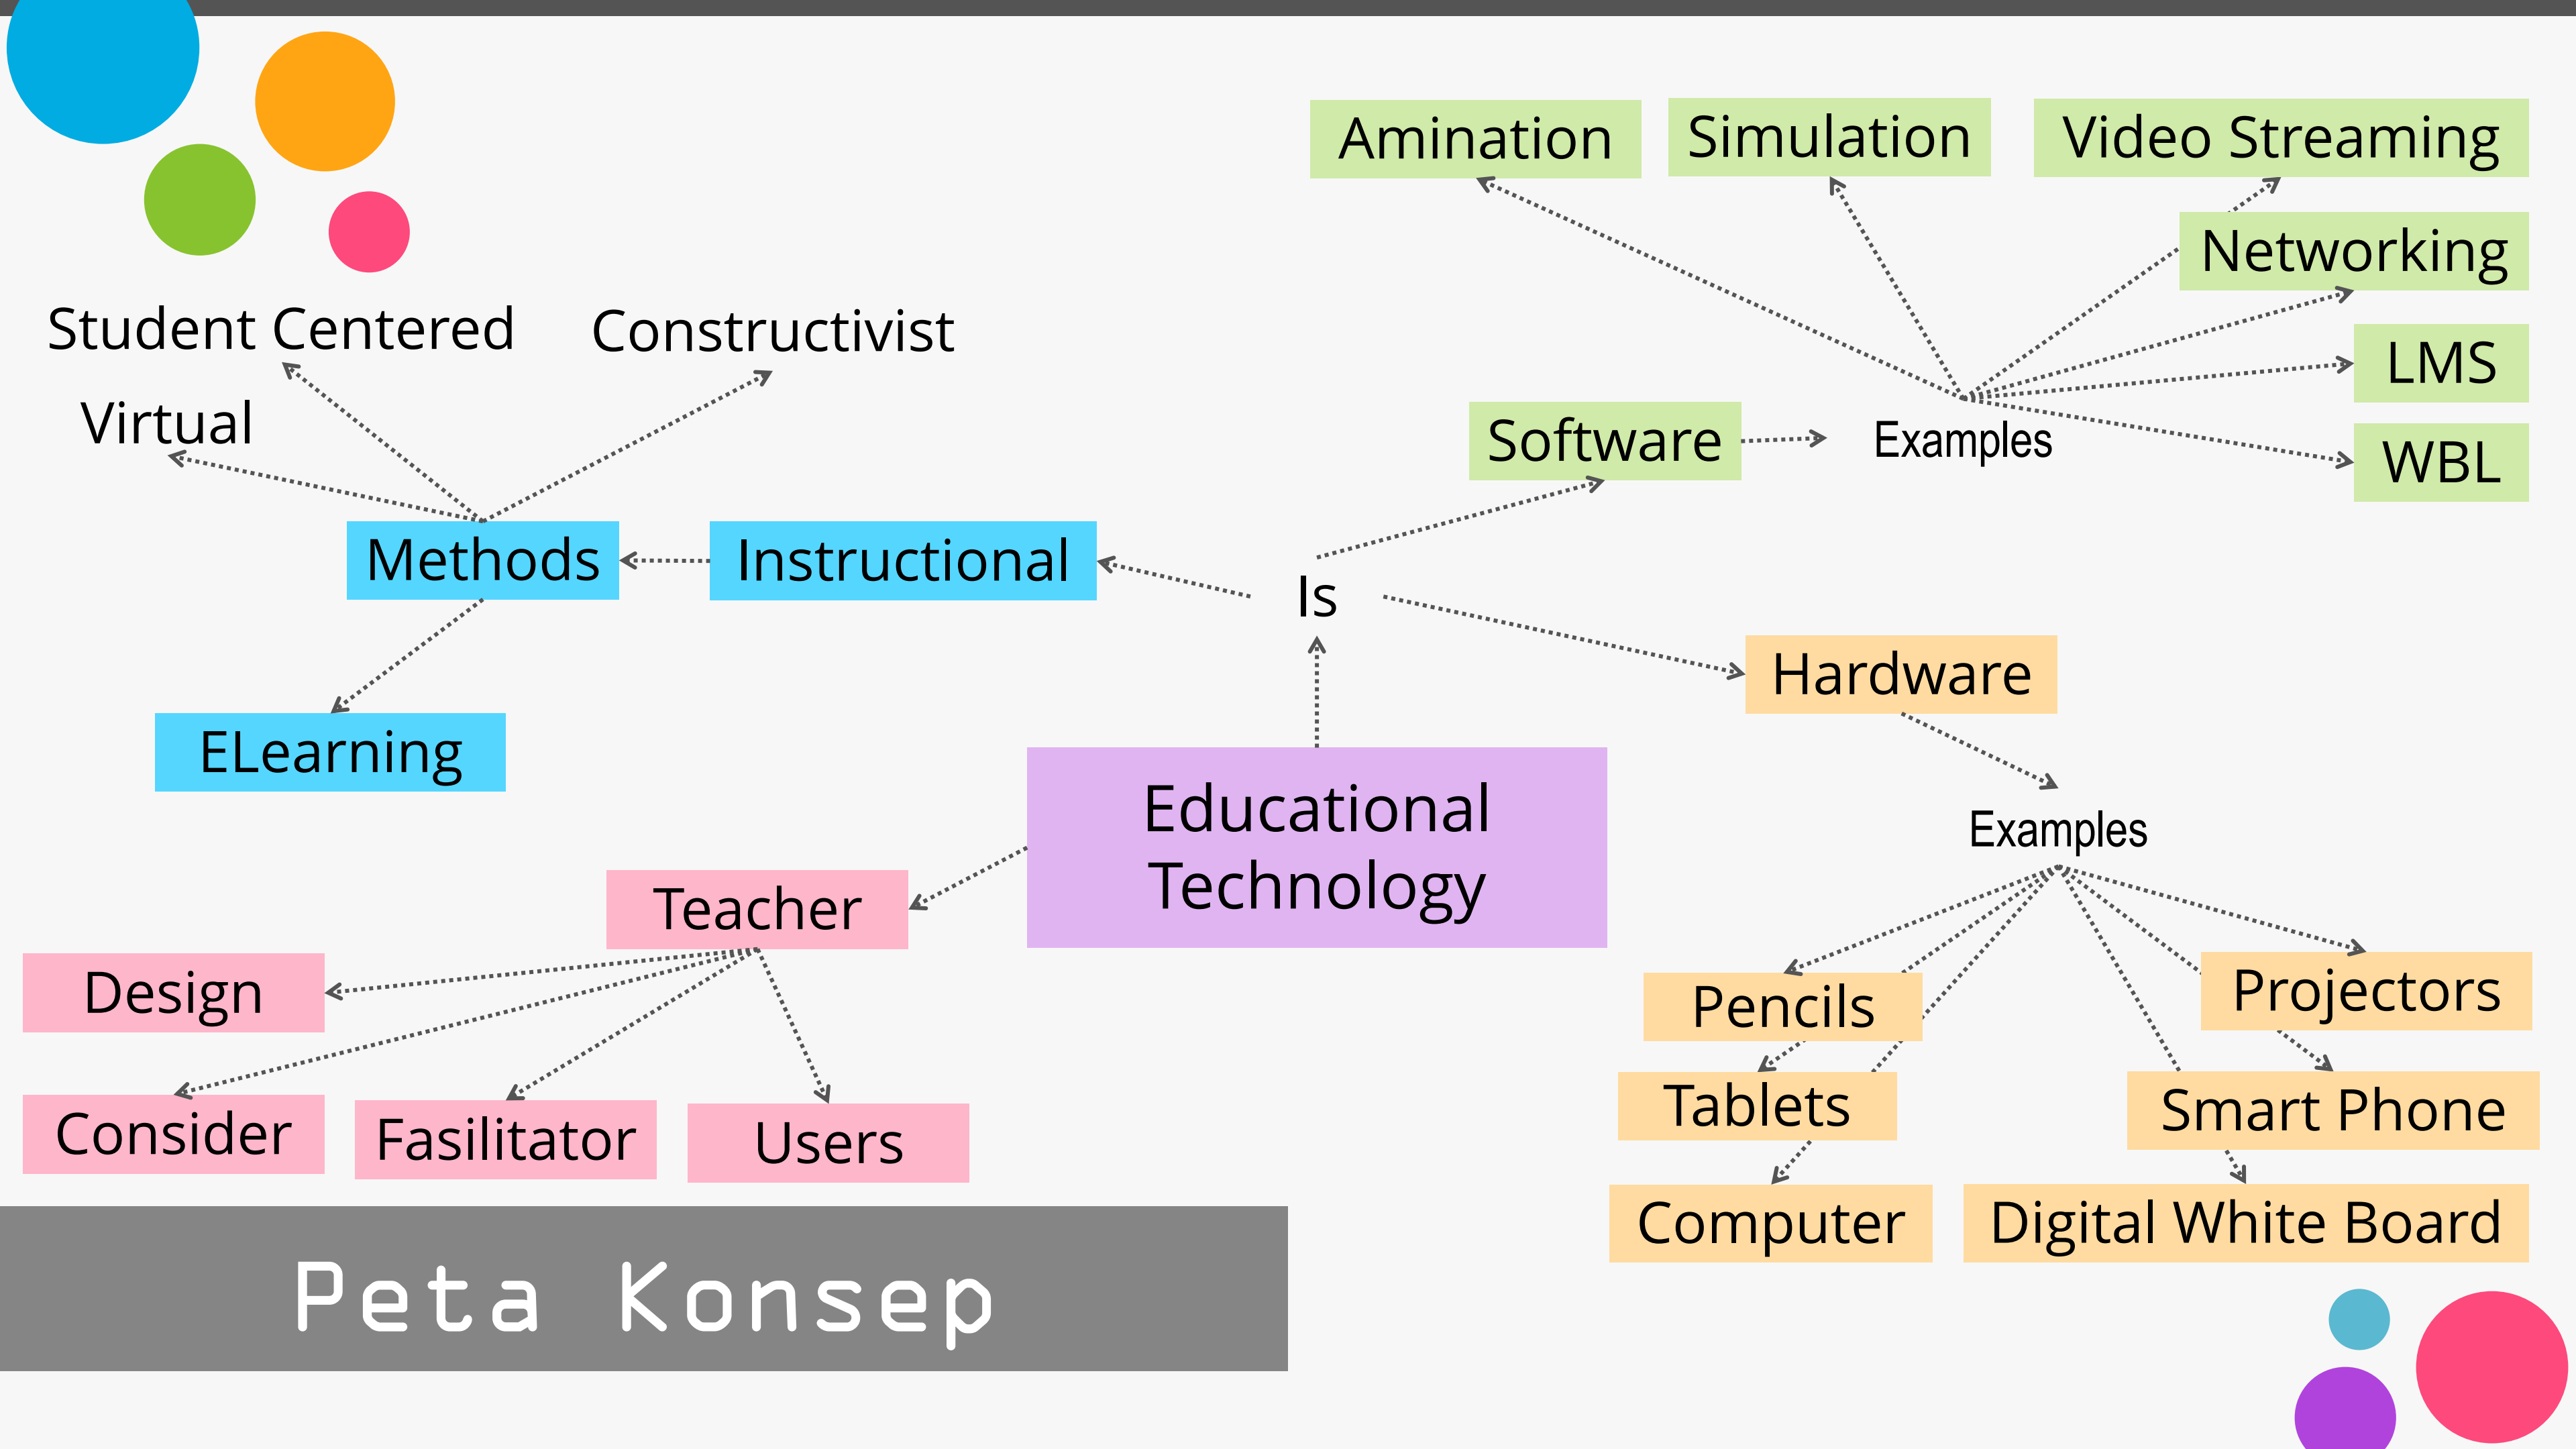 Amination
Simulation
Video Streaming
Networking
Student Centered
Constructivist
LMS
Virtual
Software
Examples
WBL
Methods
Instructional
Is
Hardware
ELearning
Educational
Technology
Examples
Teacher
Design
Pencils
Projectors
Tablets
Smart Phone
Consider
Fasilitator
Users
Computer
Digital White Board
Peta Konsep